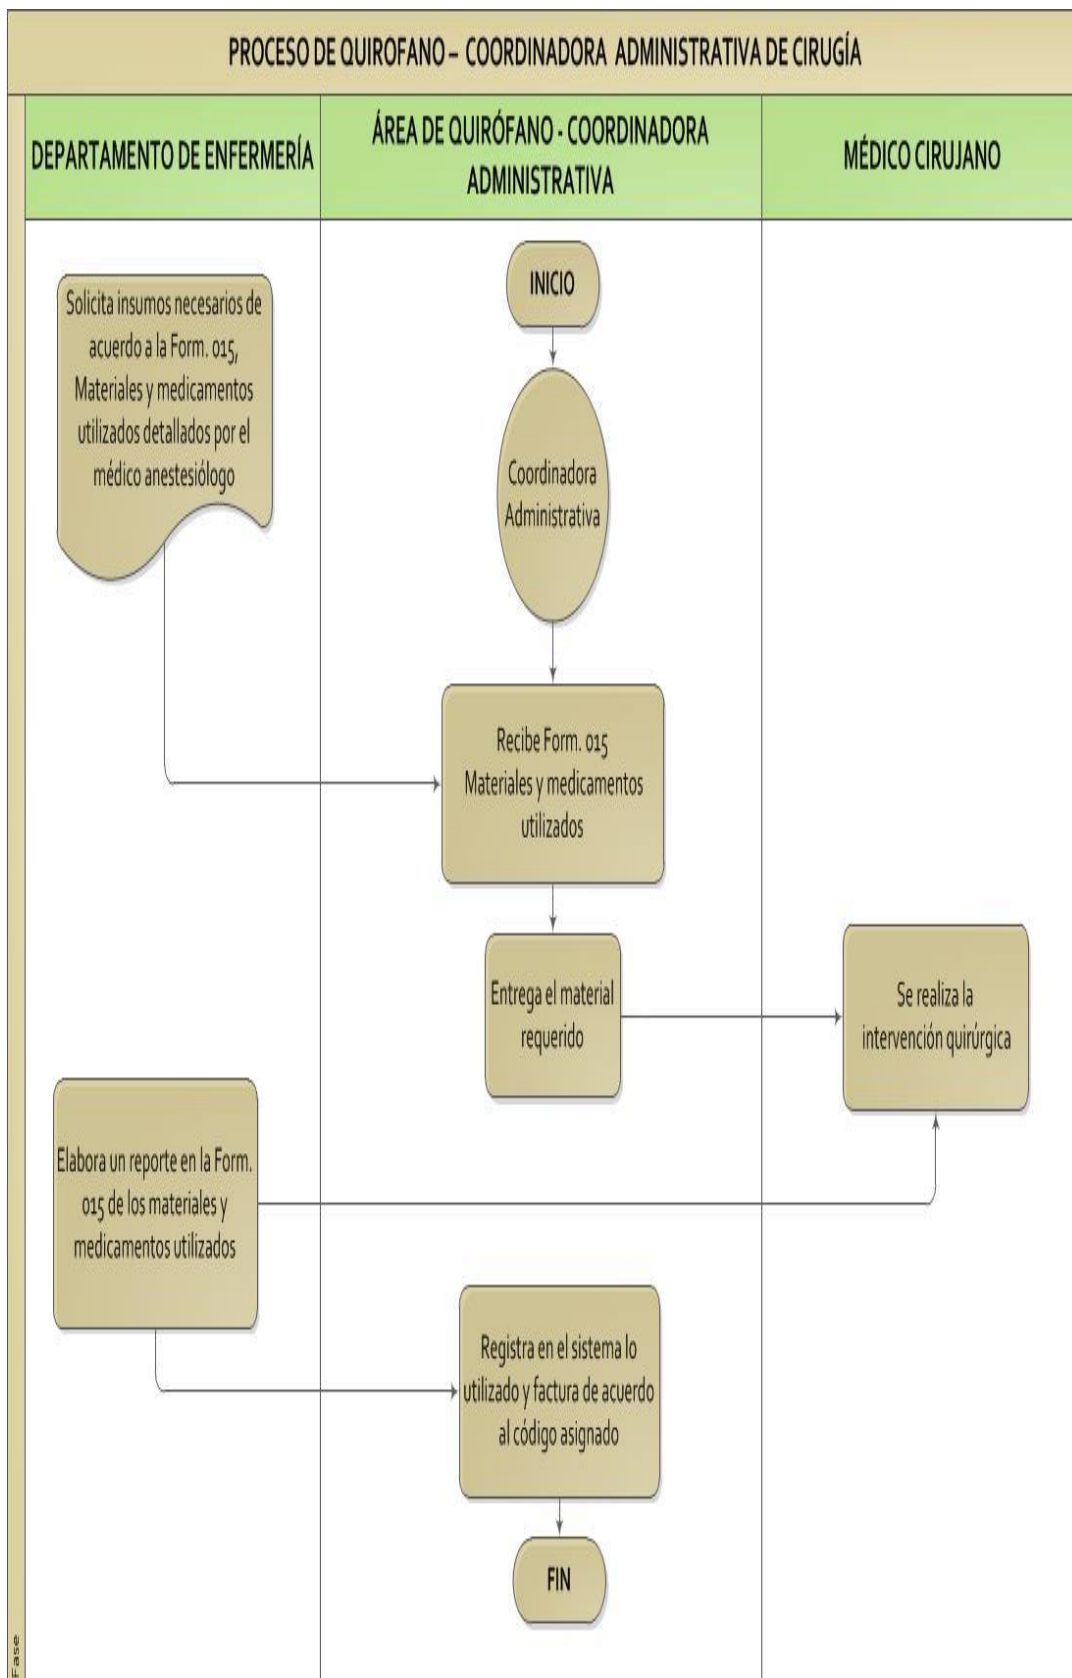 PROCESO DE QUIROFANO – COORDINADORA ADMINISTRATIVA DE CIRUGÍA
DEPARTAMENTO DE ENFERMERÍA
ÁREA DE QUIRÓFANO - COORDINADORA
ADMINISTRATIVA
MÉDICO CIRUJANO
Solicita insumos necesarios de
acuerdo a la Form. 015,
Materiales y medicamentos
utilizados detallados por el
médico anestesiólogo
INICIO
Coordinadora
Administrativa
Recibe Form. 015
Materiales y medicamentos
utilizados
Entrega el material
requerido
Se realiza la
intervención quirúrgica
Elabora un reporte en la Form.
015 de los materiales y
medicamentos utilizados
Registra en el sistema lo
utilizado y factura de acuerdo
al código asignado
FIN
Fase